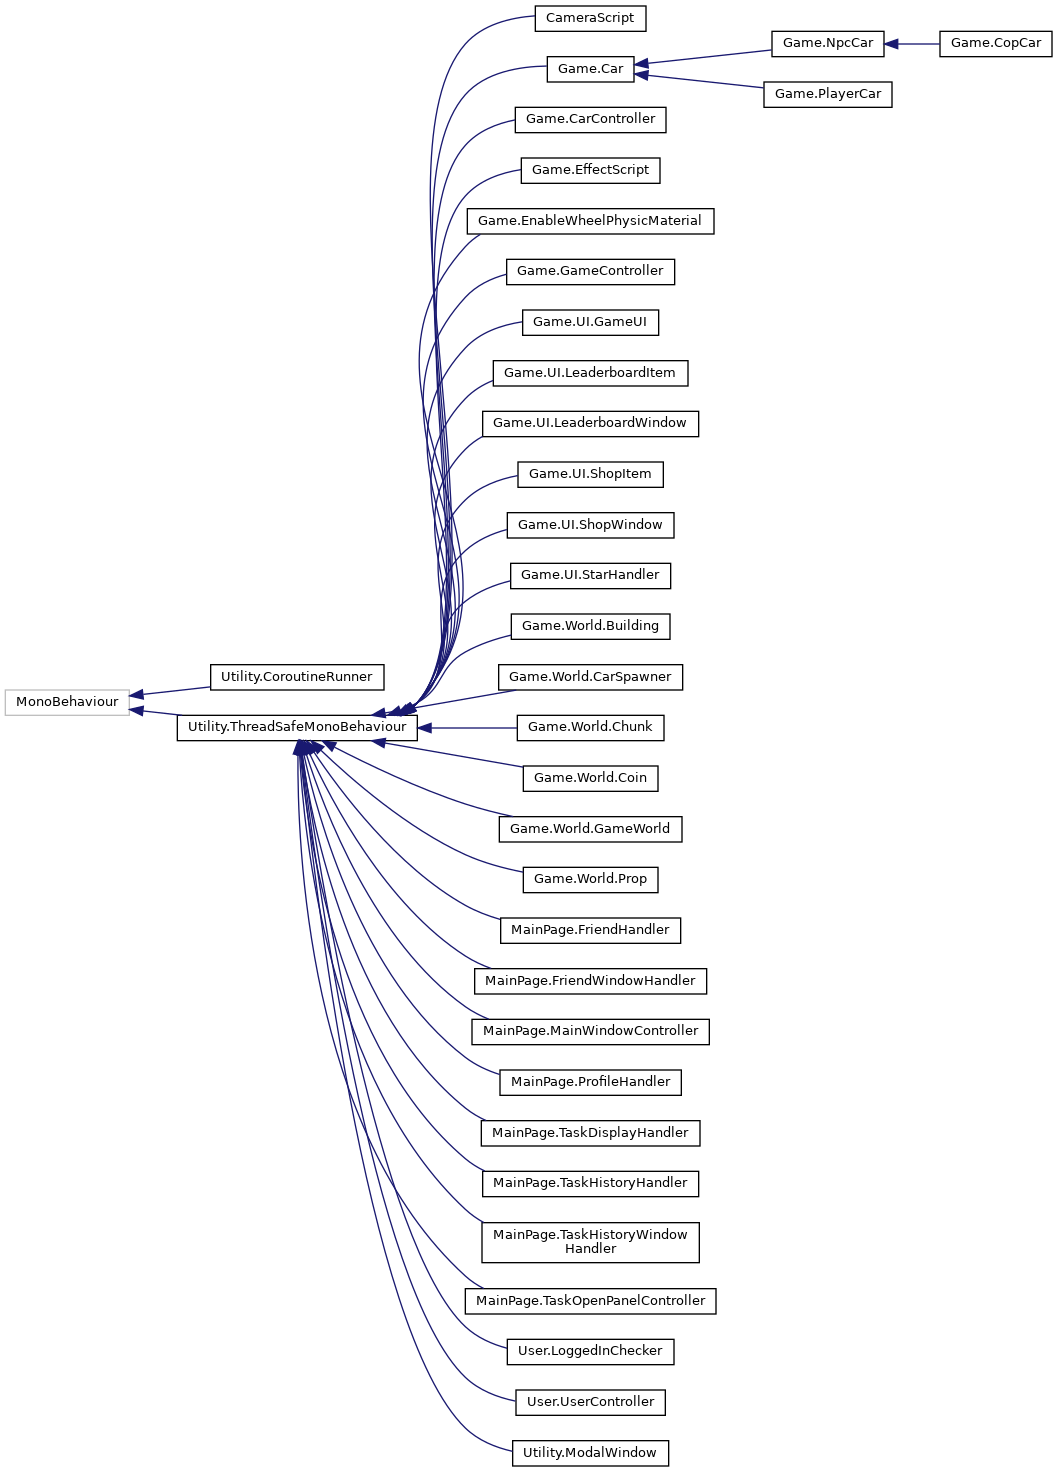 CameraScript
Game.Car
Game.NpcCar
Game.CopCar
Game.PlayerCar
Game.CarController
Game.EffectScript
Game.EnableWheelPhysicMaterial
Game.GameController
Game.UI.GameUI
Game.UI.LeaderboardItem
Game.UI.LeaderboardWindow
Game.UI.ShopItem
Game.UI.ShopWindow
Game.UI.StarHandler
Game.World.Building
MonoBehaviour
Utility.CoroutineRunner
Utility.ThreadSafeMonoBehaviour
Game.World.CarSpawner
Game.World.Chunk
Game.World.Coin
Game.World.GameWorld
Game.World.Prop
MainPage.FriendHandler
MainPage.FriendWindowHandler
MainPage.MainWindowController
MainPage.ProfileHandler
MainPage.TaskDisplayHandler
MainPage.TaskHistoryHandler
MainPage.TaskHistoryWindow
Handler
MainPage.TaskOpenPanelController
User.LoggedInChecker
User.UserController
Utility.ModalWindow